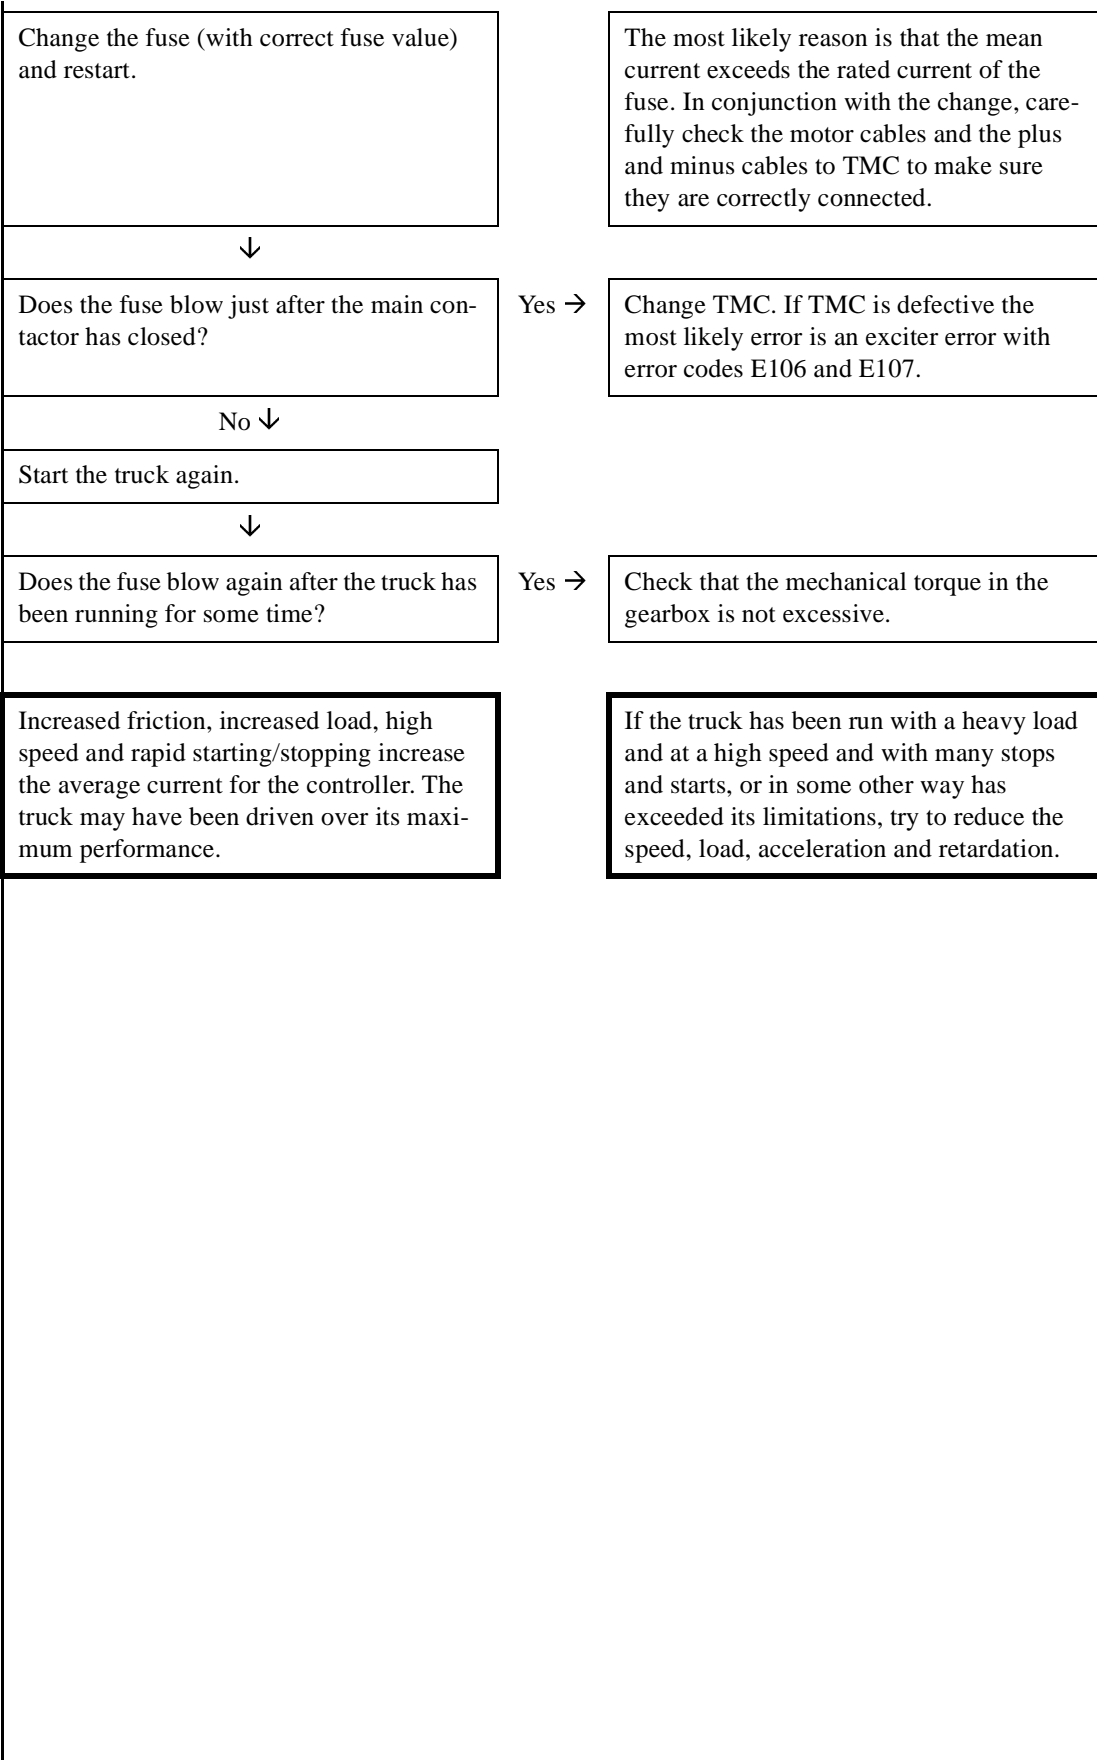 Change the fuse (with correct fuse value)
and restart.
The most likely reason is that the mean
current exceeds the rated current of the
fuse. In conjunction with the change, care-
fully check the motor cables and the plus
and minus cables to TMC to make sure
they are correctly connected.
↓
Does the fuse blow just after the main con-
tactor has closed?
Yes →
Change TMC. If TMC is defective the
most likely error is an exciter error with
error codes E106 and E107.
No ↓
Start the truck again.
↓
Does the fuse blow again after the truck has
been running for some time?
Yes →
Check that the mechanical torque in the
gearbox is not excessive.
Increased friction, increased load, high
speed and rapid starting/stopping increase
the average current for the controller. The
truck may have been driven over its maxi-
mum performance.
If the truck has been run with a heavy load
and at a high speed and with many stops
and starts, or in some other way has
exceeded its limitations, try to reduce the
speed, load, acceleration and retardation.